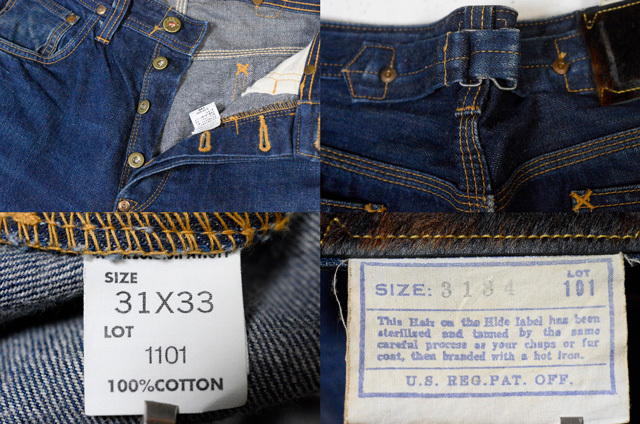 SIZE
31X33
LOT
1101
100%COTTON
SIZE: 3134
LOT
101
This Hair on the Hide label has been
sterilized and tanned by the same
careful process as your chaps or fur
coat, then branded with a hot iron.
U.S. REG.PAT. OFF.